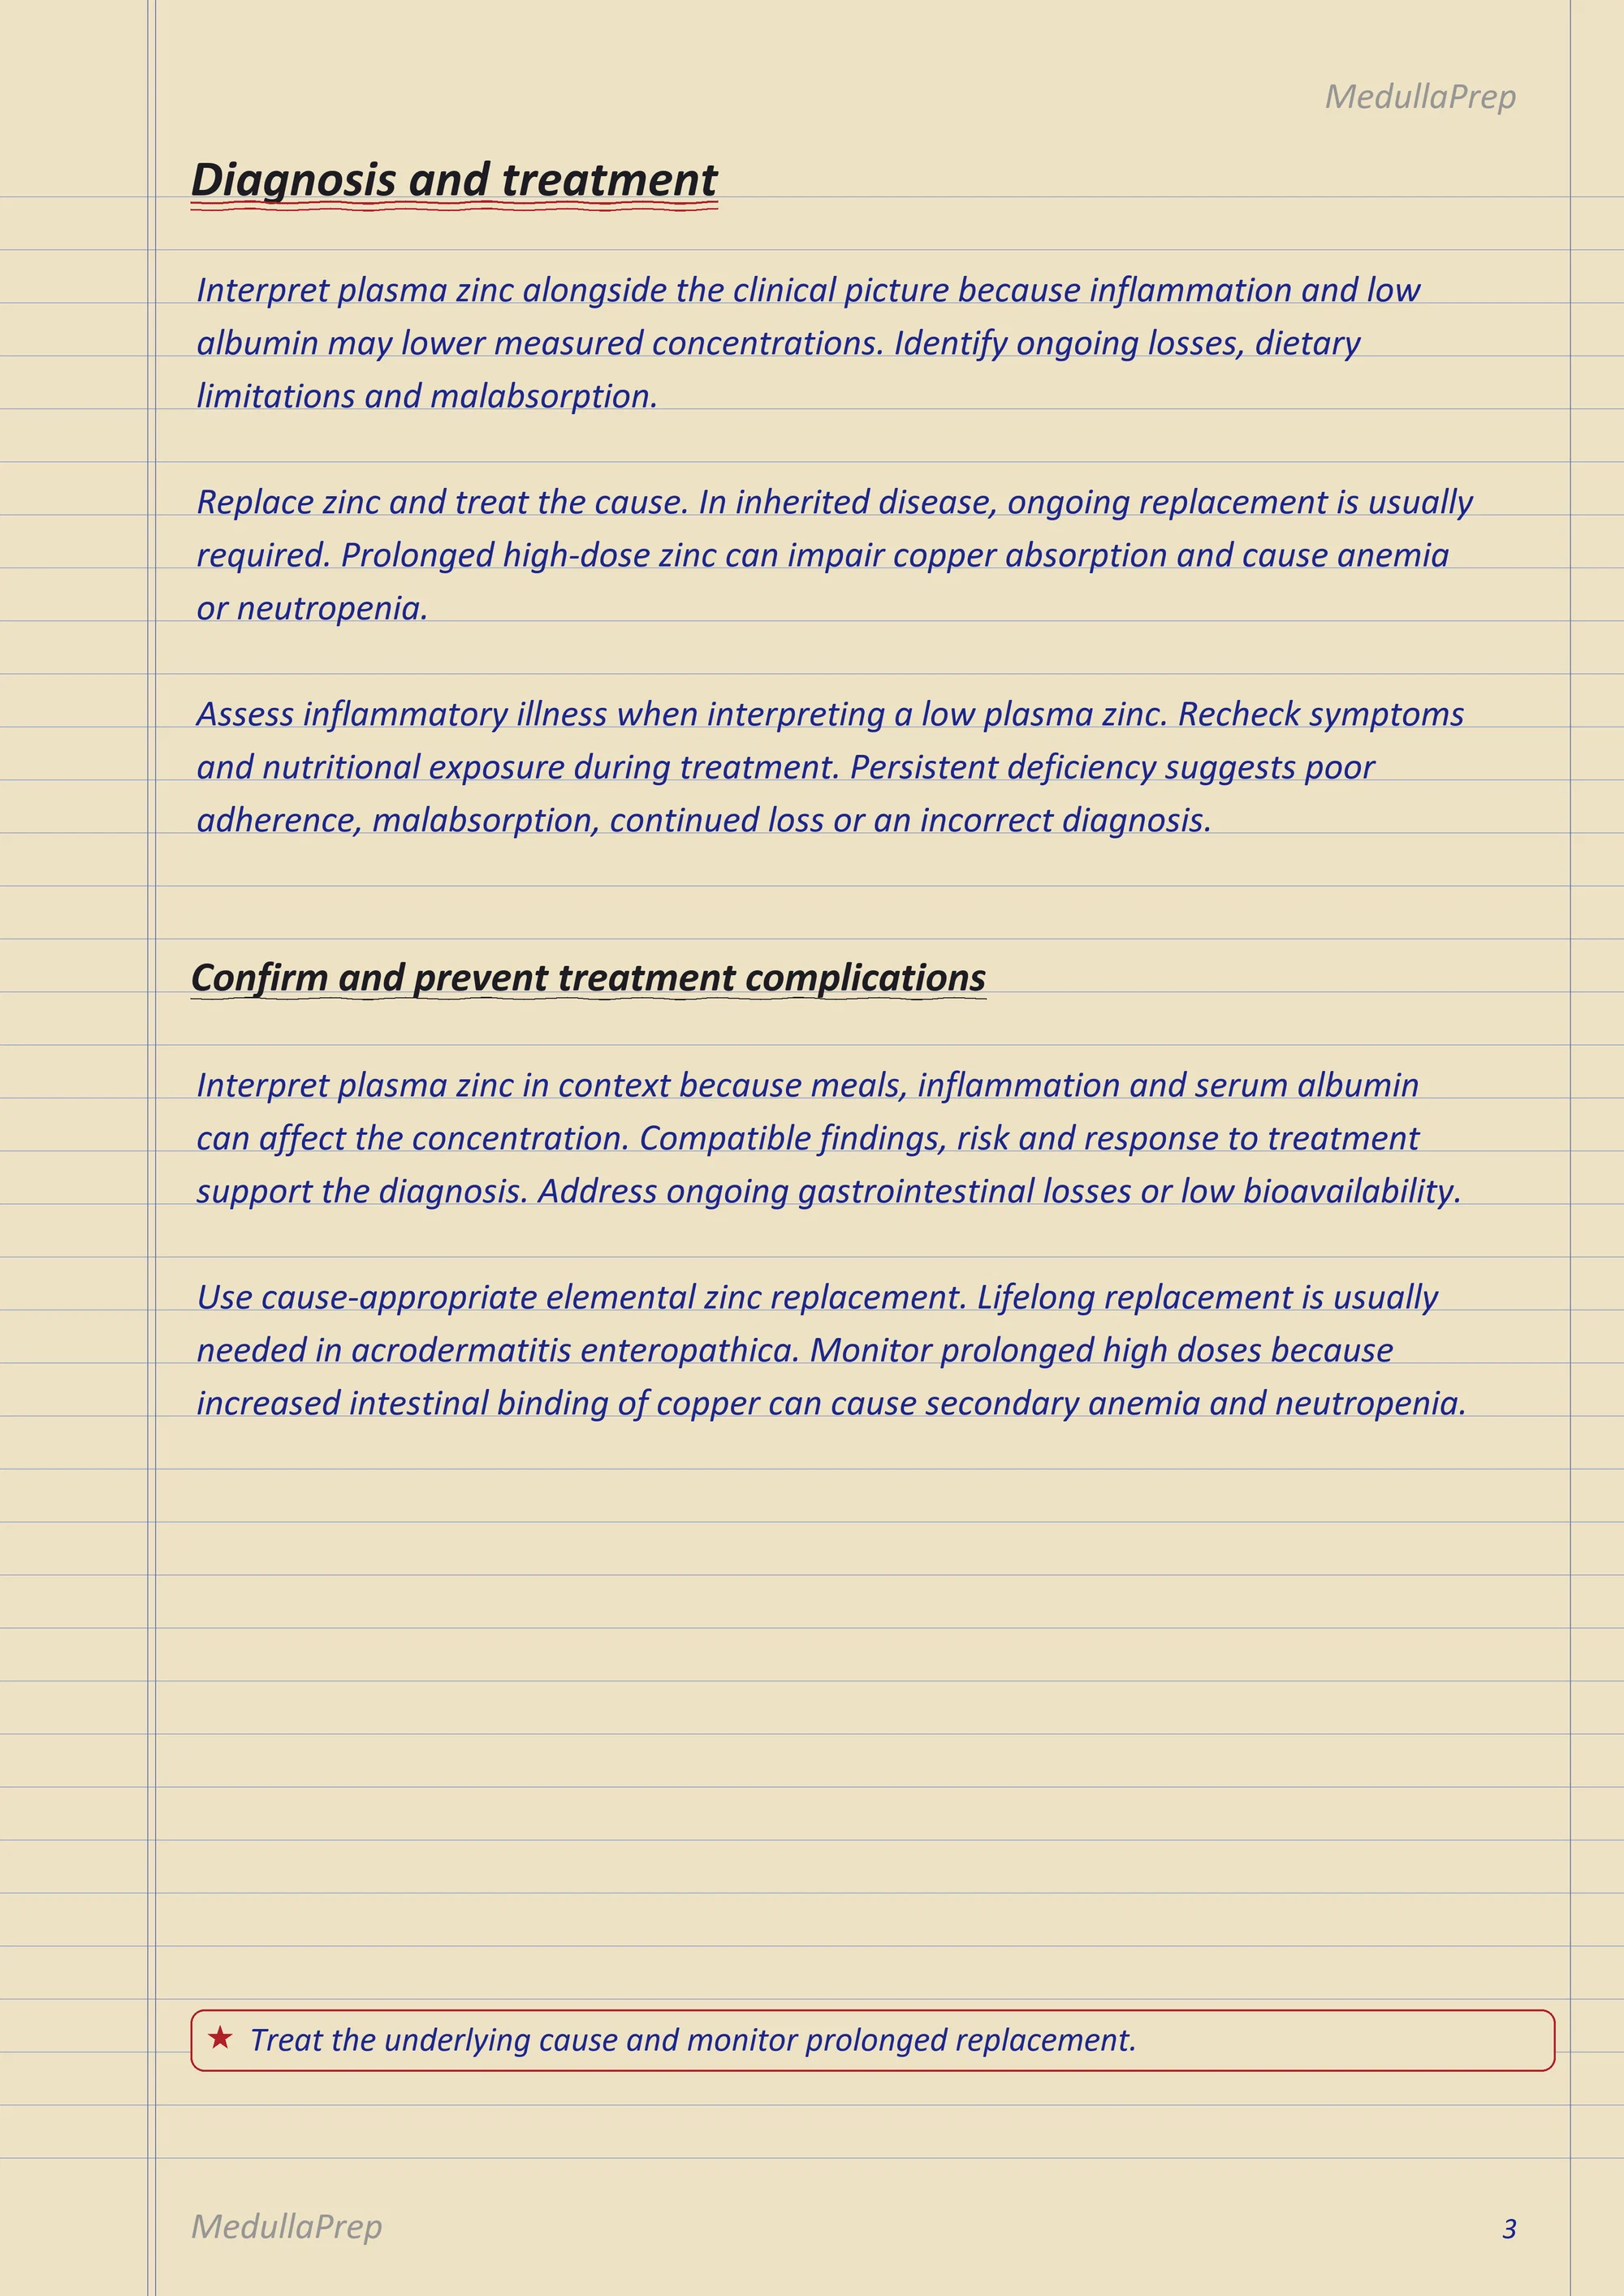 MedullaPrep
Diagnosis and treatment
Interpret plasma zinc alongside the clinical picture because inflammation and low
albumin may lower measured concentrations. Identify ongoing losses, dietary
limitations and malabsorption.
Replace zinc and treat the cause. In inherited disease, ongoing replacement is usually
required. Prolonged high-dose zinc can impair copper absorption and cause anemia
or neutropenia.
Assess inflammatory illness when interpreting a low plasma zinc. Recheck symptoms
and nutritional exposure during treatment. Persistent deficiency suggests poor
adherence, malabsorption, continued loss or an incorrect diagnosis.
Confirm and prevent treatment complications
Interpret plasma zinc in context because meals, inflammation and serum albumin
can affect the concentration. Compatible findings, risk and response to treatment
support the diagnosis. Address ongoing gastrointestinal losses or low bioavailability.
Use cause-appropriate elemental zinc replacement. Lifelong replacement is usually
needed in acrodermatitis enteropathica. Monitor prolonged high doses because
increased intestinal binding of copper can cause secondary anemia and neutropenia.
★ Treat the underlying cause and monitor prolonged replacement.
MedullaPrep
3